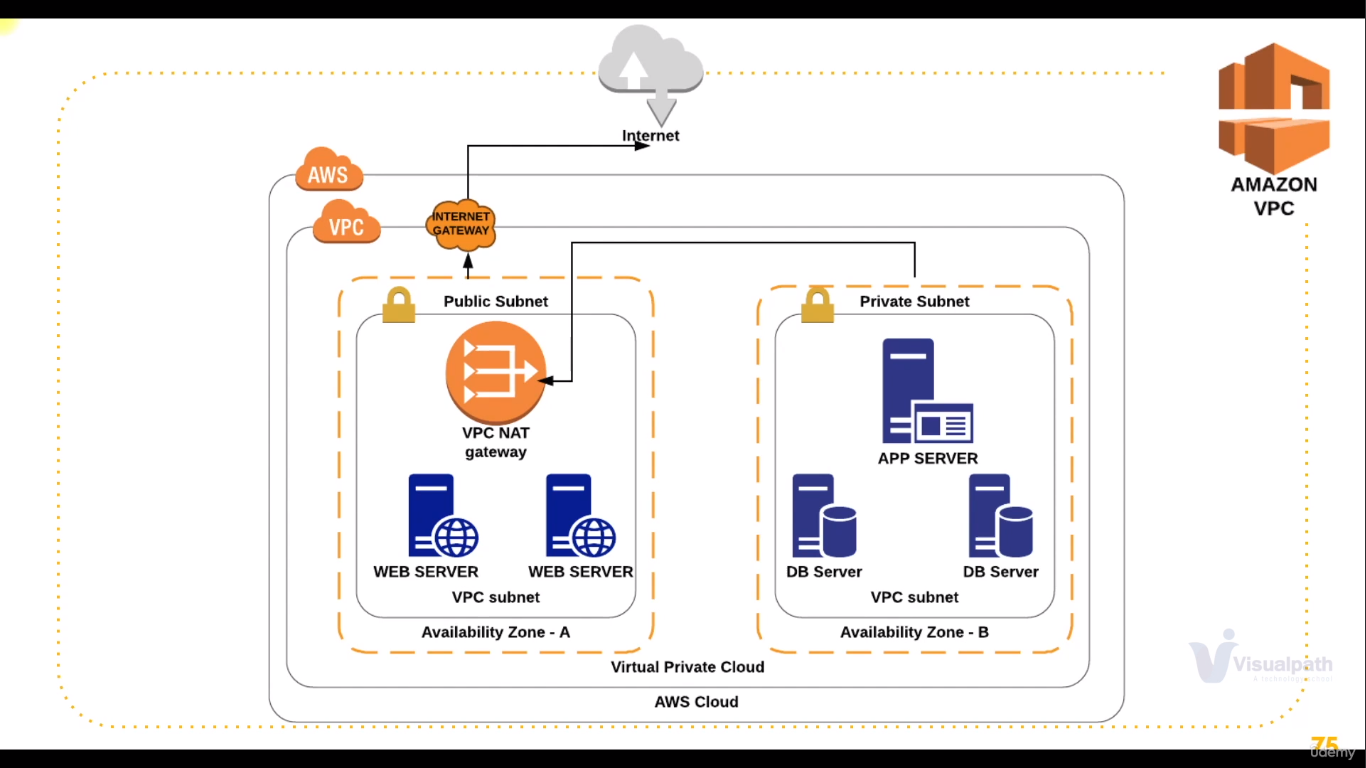 Internet
AWS
AMAZON
VPC
VPC
INTERNET
GATEWAY
Public Subnet
Private Subnet
VPC NAT
gateway
APP SERVER
WEB SERVER
WEB SERVER
DB Server
DB Server
VPC subnet
VPC subnet
Availability Zone - A
Availability Zone - B
Virtual Private Cloud
AWS Cloud
Visualpath
75
udemy